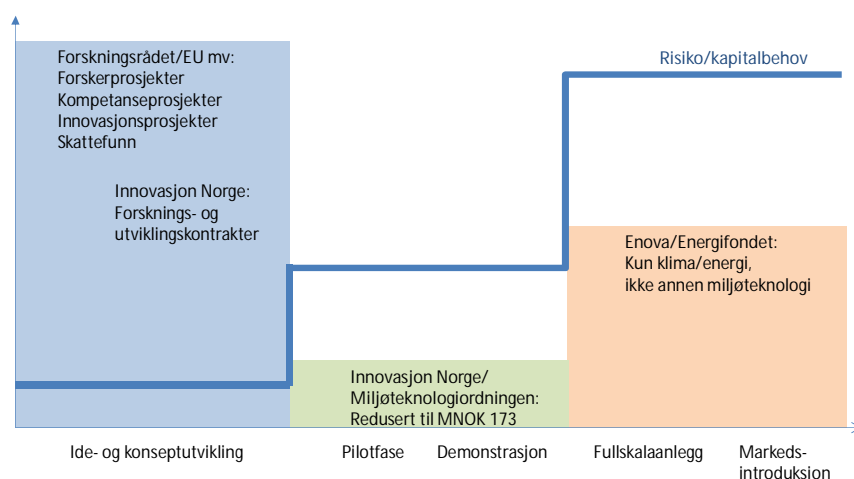 Forskningsrådet/EU mv:
Forskerprosjekter
Kompetanseprosjekter
Innovasjonsprosjekter
Skattefunn
Innovasjon Norge:
Forsknings- og
utviklingskontrakter
Risiko/kapitalbehov
Enova/Energifondet:
Kun klima/energi,
ikke annen miljøteknologi
Innovasjon Norge/
Miljøteknologiordningen:
Redusert til MNOK 173
Ide- og konseptutvikling
Pilotfase
Demonstrasjon
Fullskalaanlegg
Markeds-
introduksjon